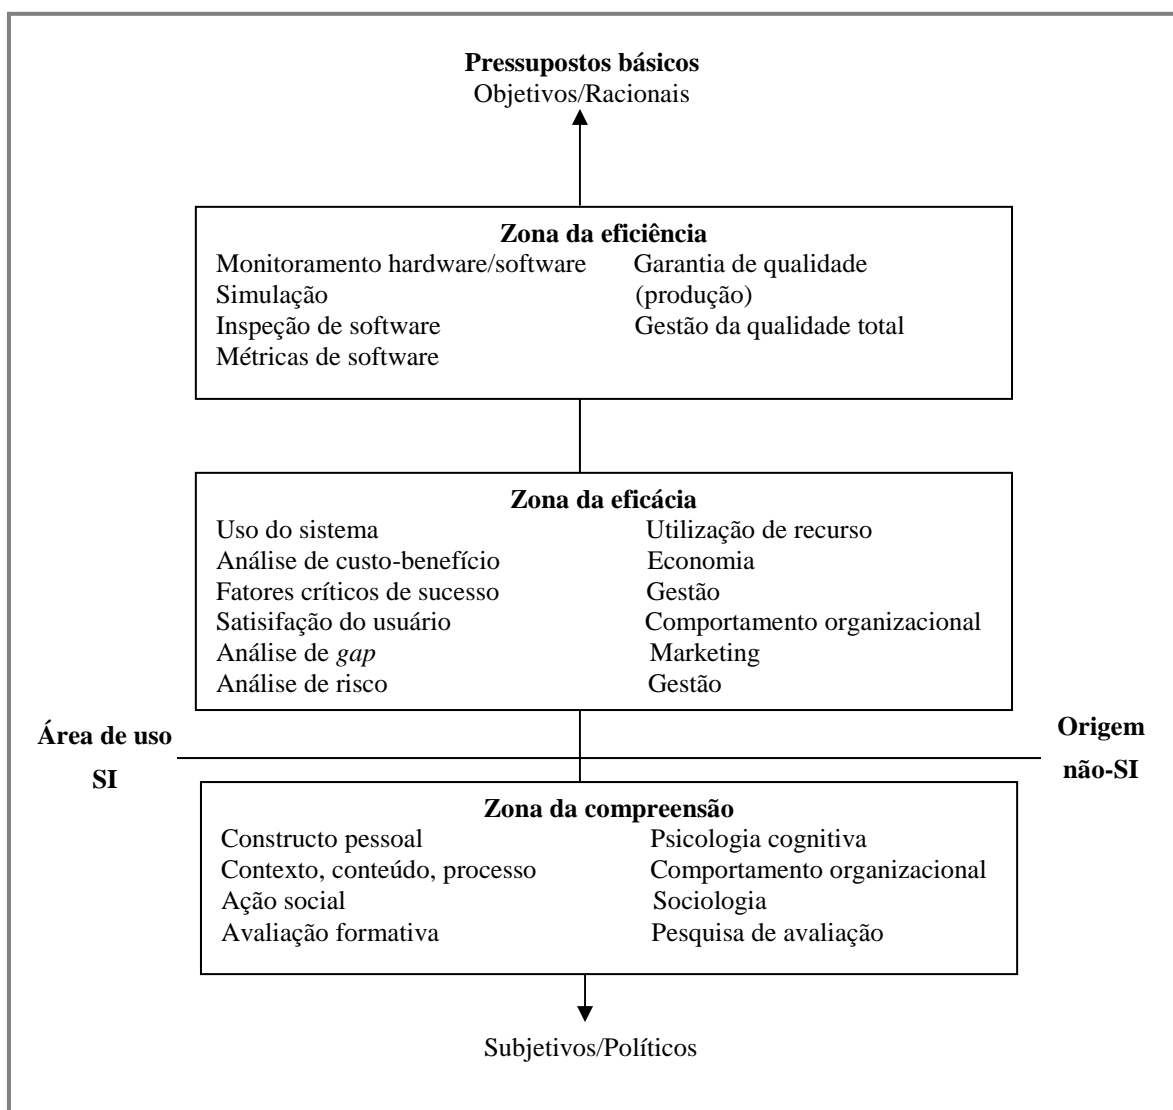 Pressupostos básicos
Objetivos/Racionais
Zona da eficiência
Monitoramento hardware/software Garantia de qualidade
Simulação (produção)
Inspeção de software Gestão da qualidade total
Métricas de software
Zona da eficácia
Uso do sistema Utilização de recurso
Análise de custo-benefício Economia
Fatores críticos de sucesso Gestão
Satisifação do usuário Comportamento organizacional
Análise de gap Marketing
Análise de risco Gestão
Área de uso Origem
SI não-SI
Zona da compreensão
Constructo pessoal Psicologia cognitiva
Contexto, conteúdo, processo Comportamento organizacional
Ação social Sociologia
Avaliação formativa Pesquisa de avaliação
Subjetivos/Políticos